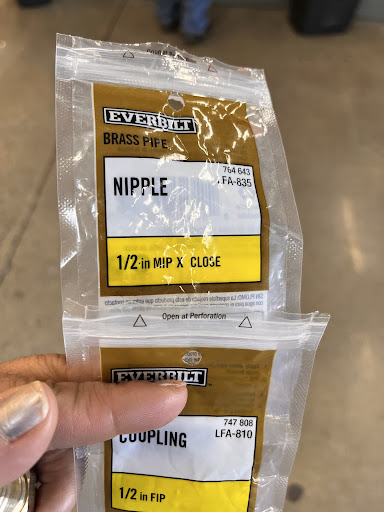 EVERBILT
BRASS PIPE
764 643
LFA-835
NIPPLE
1/2 in MIP X CLOSE
Open at Perforation
EVERBILT
747 808
COUPLING LFA-810
1/2 in FIP